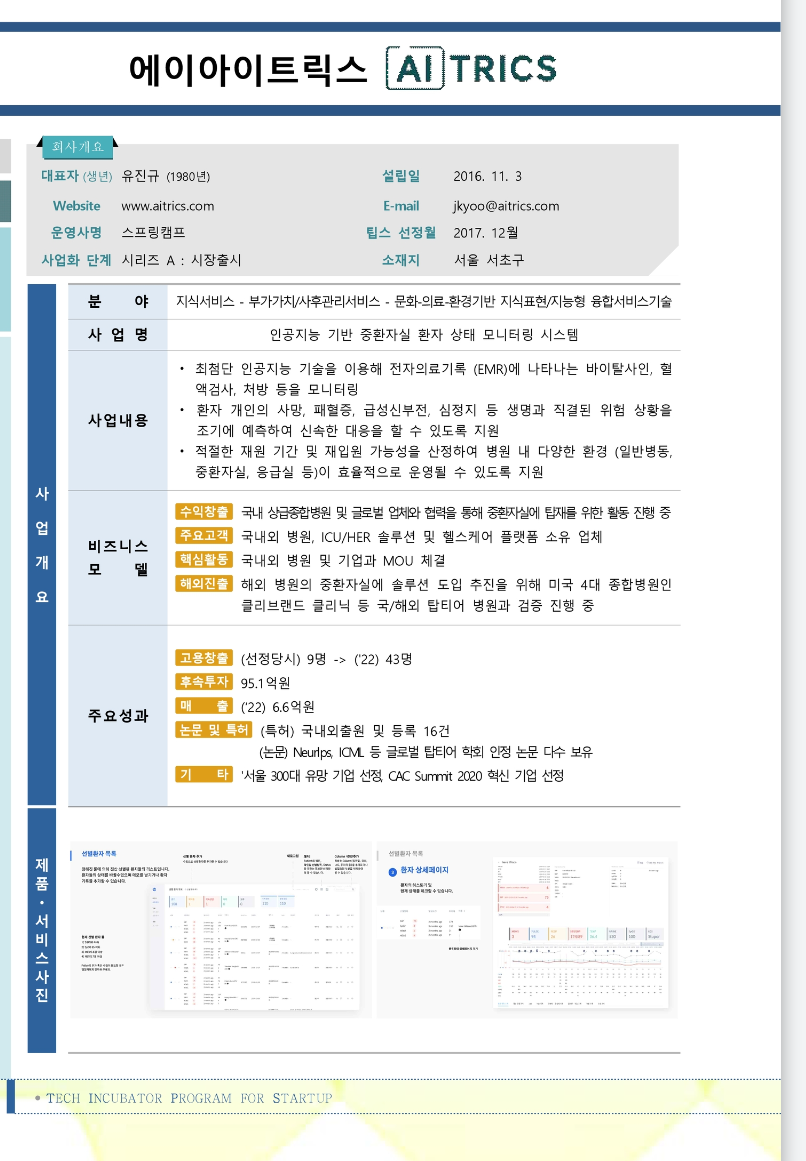 에이아이트릭스 AITRICS
회사개요
대표자 (생년) 유진규 (1980년) 설립일 2016. 11. 3
Website www.aitrics.com E-mail jkyoo@aitrics.com
운영사명 스프링캠프 팁스 선정월 2017. 12월
사업화 단계 시리즈 A : 시장출시 소재지 서울 서초구
사업개요
분 야 지식서비스 - 부가가치/사후관리서비스 - 문화-의료-환경기반 지식표현/지능형 융합서비스기술
사 업 명 인공지능 기반 중환자실 환자 상태 모니터링 시스템
사업내용
• 최첨단 인공지능 기술을 이용해 전자의료기록 (EMR)에 나타나는 바이탈사인, 혈
액검사, 처방 등을 모니터링
• 환자 개인의 사망, 패혈증, 급성신부전, 심정지 등 생명과 직결된 위험 상황을
조기에 예측하여 신속한 대응을 할 수 있도록 지원
• 적절한 재원 기간 및 재입원 가능성을 산정하여 병원 내 다양한 환경 (일반병동,
중환자실, 응급실 등)이 효율적으로 운영될 수 있도록 지원
비즈니스
모 델
수익창출 국내 상급종합병원 및 글로벌 업체와 협력을 통해 중환자실에 탑재를 위한 활동 진행 중
주요고객 국내외 병원, ICU/HER 솔루션 및 헬스케어 플랫폼 소유 업체
핵심활동 국내외 병원 및 기업과 MOU 체결
해외진출 해외 병원의 중환자실에 솔루션 도입 추진을 위해 미국 4대 종합병원인
클리브랜드 클리닉 등 국/해외 탑티어 병원과 검증 진행 중
주요성과
고용창출 (선정당시) 9명 -> ('22) 43명
후속투자 95.1억원
매 출 ('22) 6.6억원
논문 및 특허 (특허) 국내외출원 및 등록 16건
(논문) NeurIps, ICML 등 글로벌 탑티어 학회 인정 논문 다수 보유
기 타 '서울 300대 유망 기업 선정, CAC Summit 2020 혁신 기업 선정
제품・서비스사진
선별환자 목록
선별환자 목록
환자 상세페이지
• TECH INCUBATOR PROGRAM FOR STARTUP